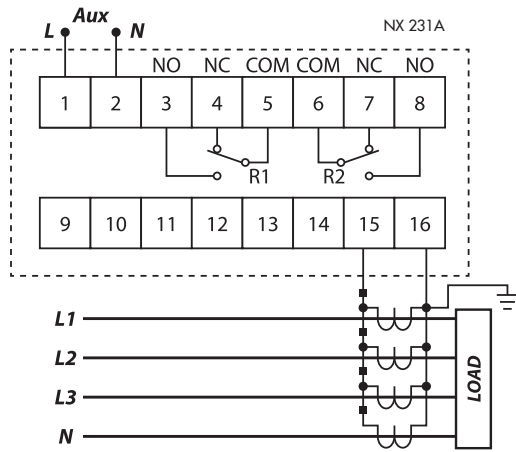 Aux
L N
NX 231A
NO NC COM COM NC NO
1 2 3 4 5 6 7 8
R1 R2
9 10 11 12 13 14 15 16
L1
L2
L3
N
LOAD